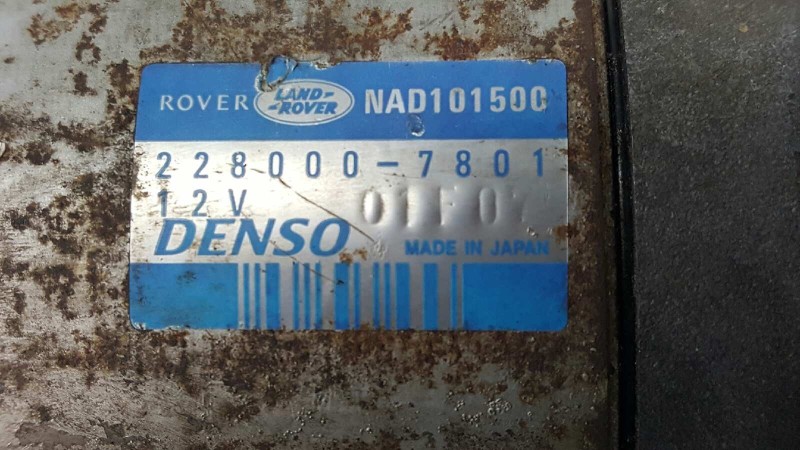 ROVER LAND-ROVER NAD101500
228000-7801
12V
DENSO MADE IN JAPAN